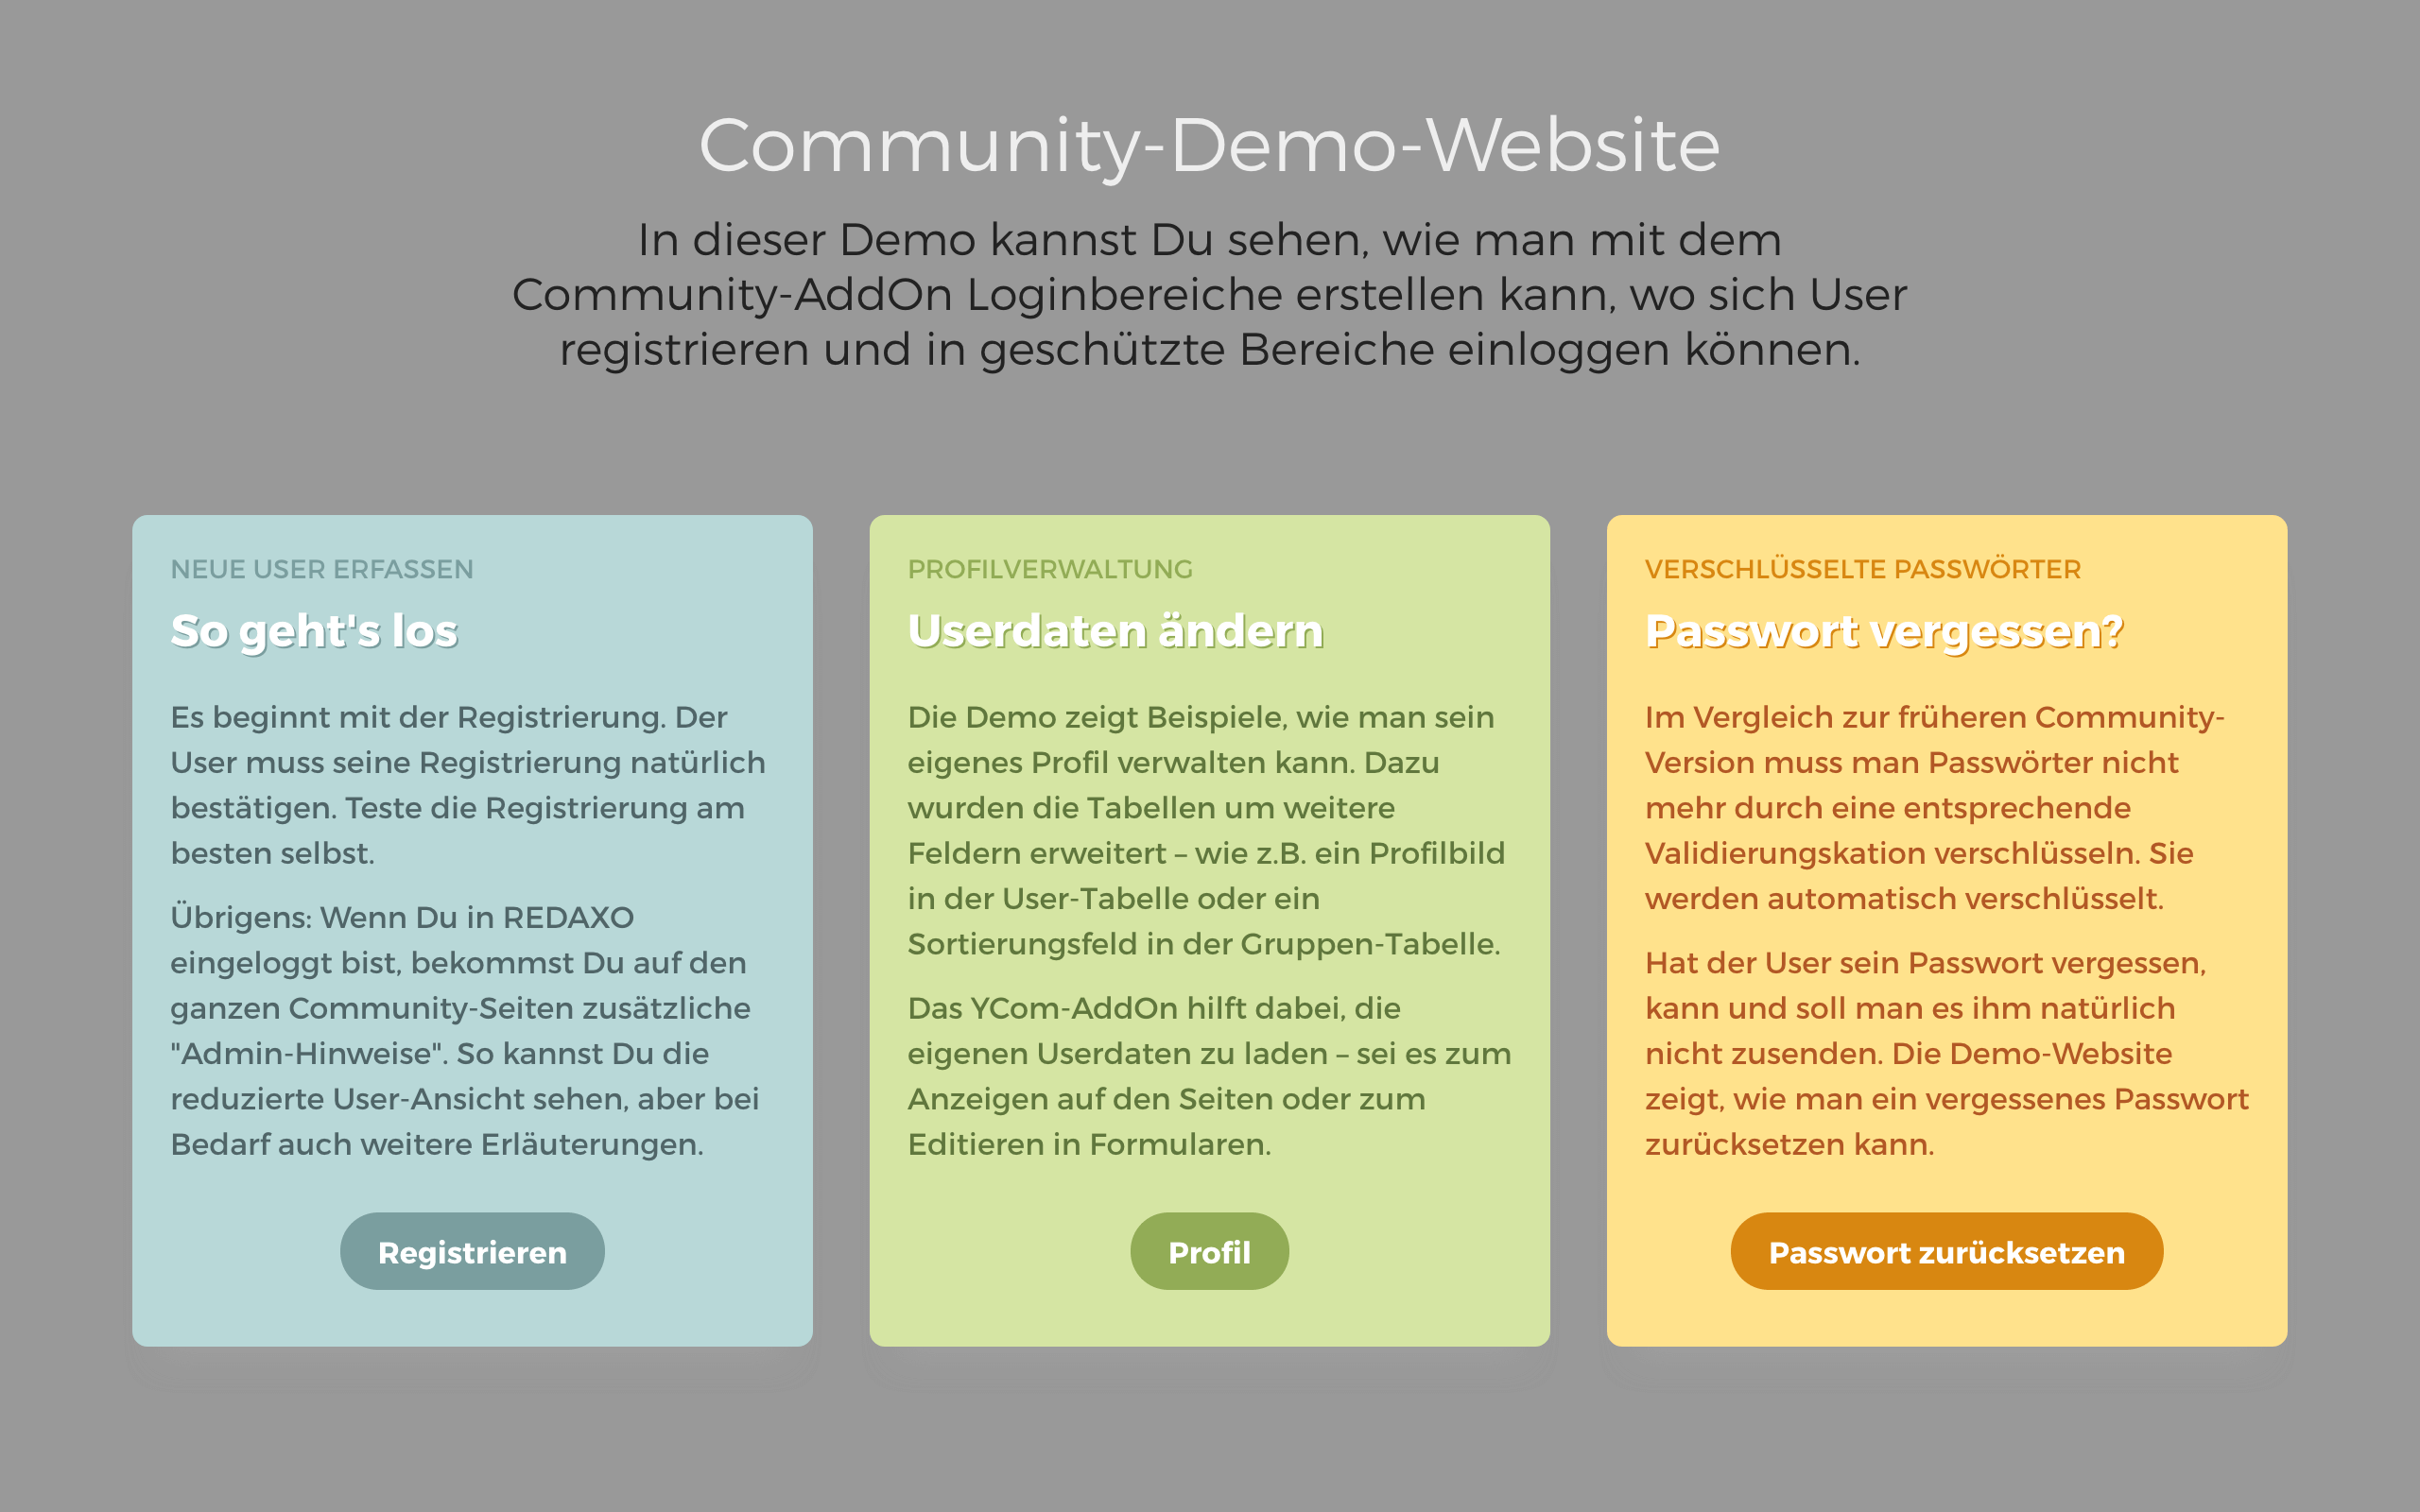 Community-Demo-Website
In dieser Demo kannst Du sehen, wie man mit dem
Community-AddOn Loginbereiche erstellen kann, wo sich User
registrieren und in geschützte Bereiche einloggen können.
NEUE USER ERFASSEN
So geht's los
Es beginnt mit der Registrierung. Der
User muss seine Registrierung natürlich
bestätigen. Teste die Registrierung am
besten selbst.
Übrigens: Wenn Du in REDAXO
eingeloggt bist, bekommst Du auf den
ganzen Community-Seiten zusätzliche
"Admin-Hinweise". So kannst Du die
reduzierte User-Ansicht sehen, aber bei
Bedarf auch weitere Erläuterungen.
Registrieren
PROFILVERWALTUNG
Userdaten ändern
Die Demo zeigt Beispiele, wie man sein
eigenes Profil verwalten kann. Dazu
wurden die Tabellen um weitere
Feldern erweitert – wie z.B. ein Profilbild
in der User-Tabelle oder ein
Sortierungsfeld in der Gruppen-Tabelle.
Das YCom-AddOn hilft dabei, die
eigenen Userdaten zu laden – sei es zum
Anzeigen auf den Seiten oder zum
Editieren in Formularen.
Profil
VERSCHLÜSSELTE PASSWÖRTER
Passwort vergessen?
Im Vergleich zur früheren Community-
Version muss man Passwörter nicht
mehr durch eine entsprechende
Validierungskation verschlüsseln. Sie
werden automatisch verschlüsselt.
Hat der User sein Passwort vergessen,
kann und soll man es ihm natürlich
nicht zusenden. Die Demo-Website
zeigt, wie man ein vergessenes Passwort
zurücksetzen kann.
Passwort zurücksetzen